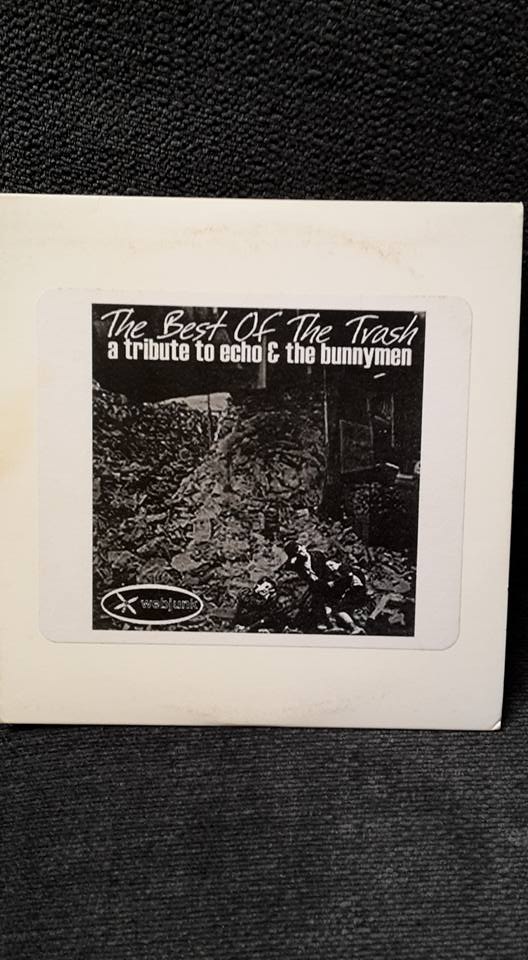 The Best Of The Trash
a tribute to echo & the bunnymen
webjunk